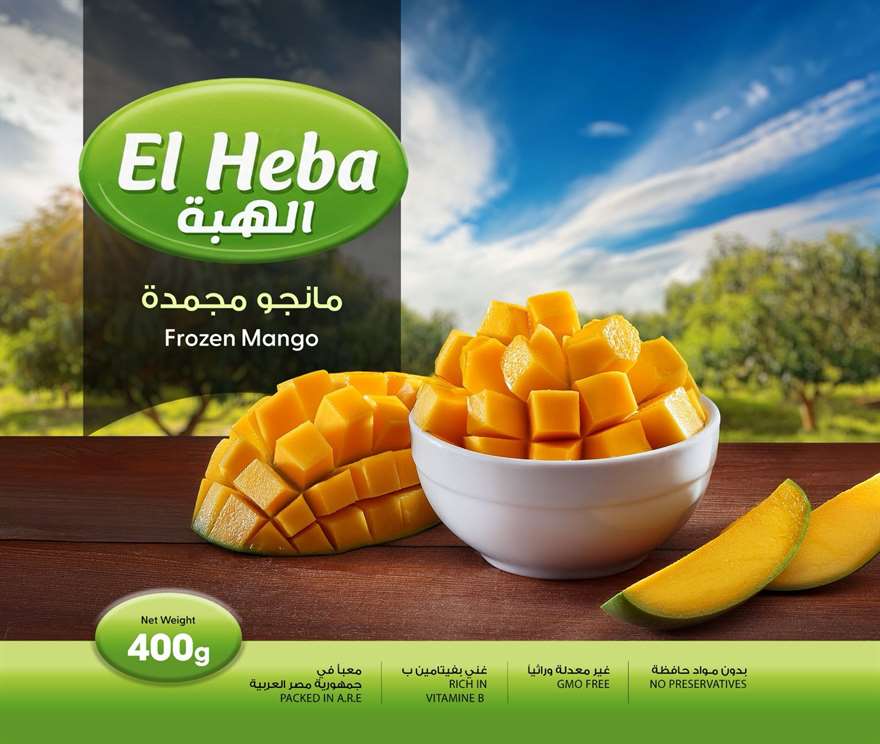 El Heba
الهبة
مانجو مجمدة
Frozen Mango
Net Weight
400g
معبأ في
جمهورية مصر العربية
PACKED IN A.R.E
غني بفيتامين ب
RICH IN
VITAMINE B
غير معدلة وراثياً
GMO FREE
بدون مواد حافظة
NO PRESERVATIVES